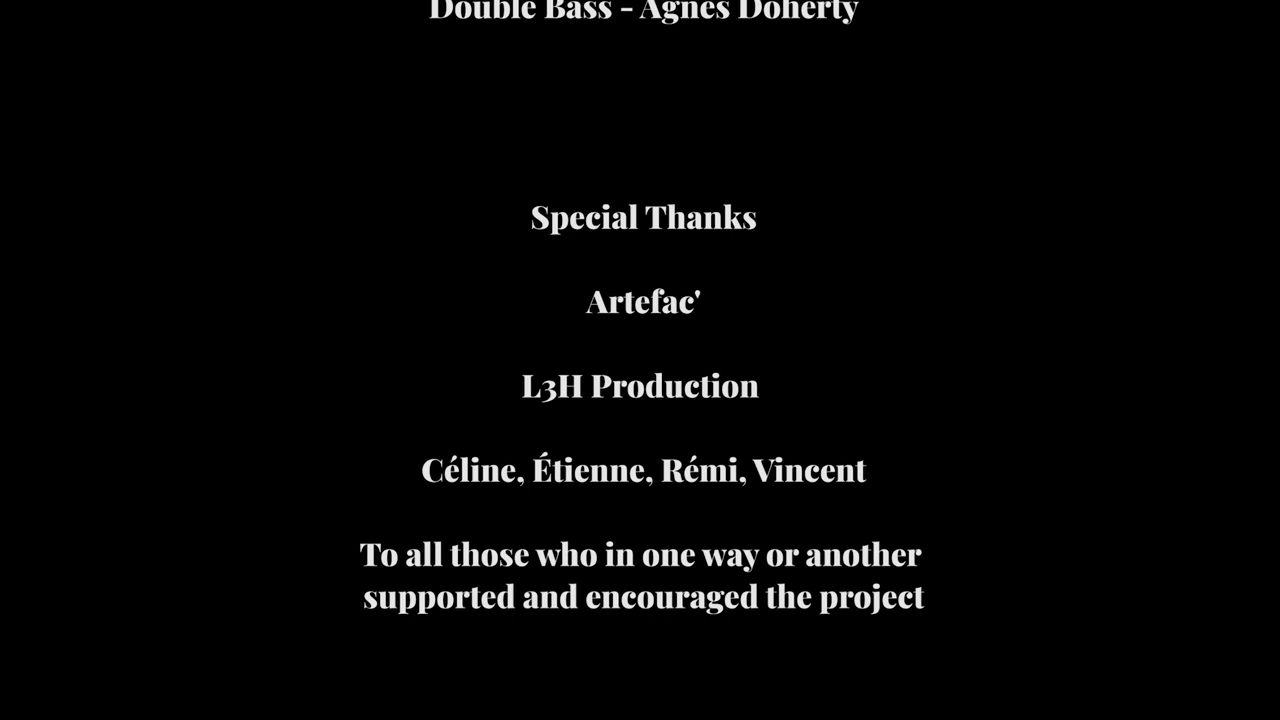 Double Bass - Agnes Doherty
Special Thanks
Artefac'
L3H Production
Céline, Étienne, Rémi, Vincent
To all those who in one way or another
supported and encouraged the project